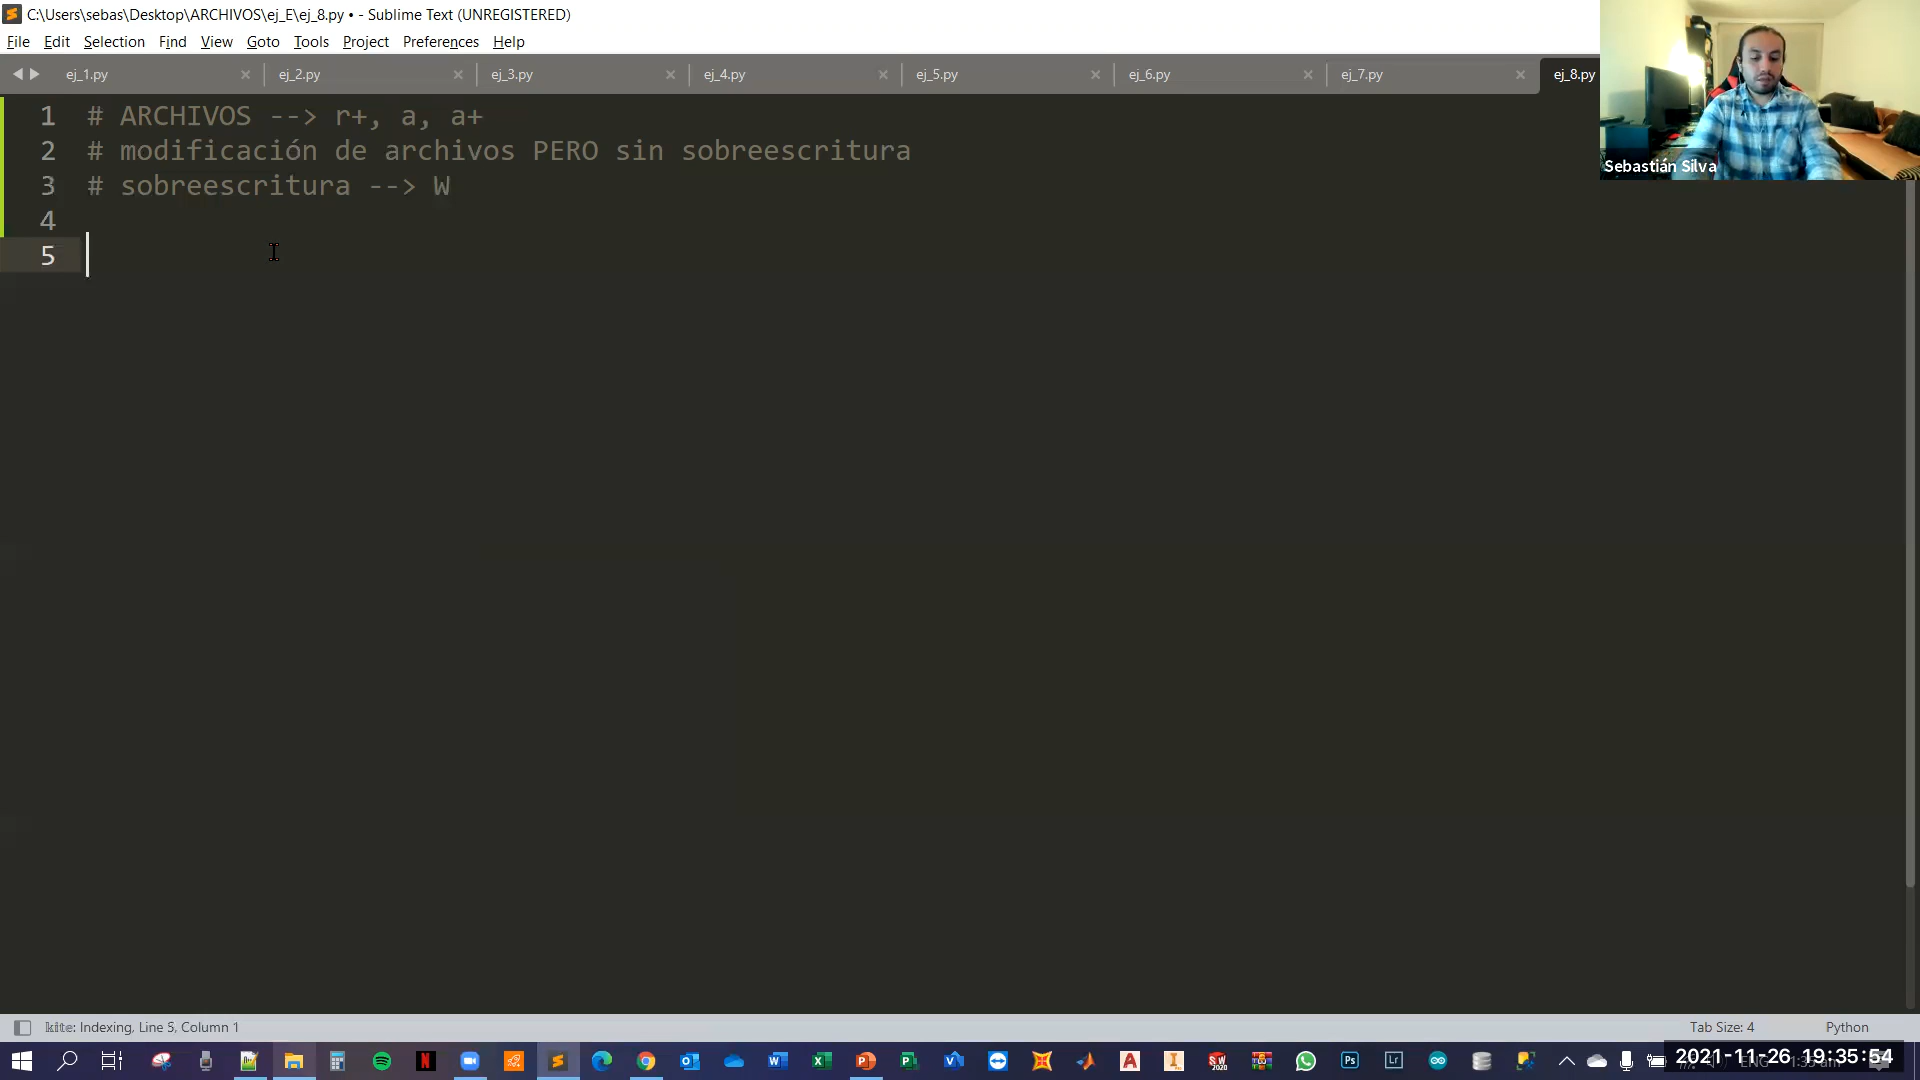 C:\Users\sebas\Desktop\ARCHIVOS\ej_E\ej_8.py • - Sublime Text (UNREGISTERED)
File Edit Selection Find View Goto Tools Project Preferences Help
ej_1.py × ej_2.py × ej_3.py × ej_4.py × ej_5.py × ej_6.py × ej_7.py × ej_8.py
1 # ARCHIVOS --> r+, a, a+
2 # modificación de archivos PERO sin sobreescritura
3 # sobreescritura --> W
4
5
Sebastián Silva
kite: Indexing, Line 5, Column 1
Tab Size: 4
Python
2021-11-26 19:35:54